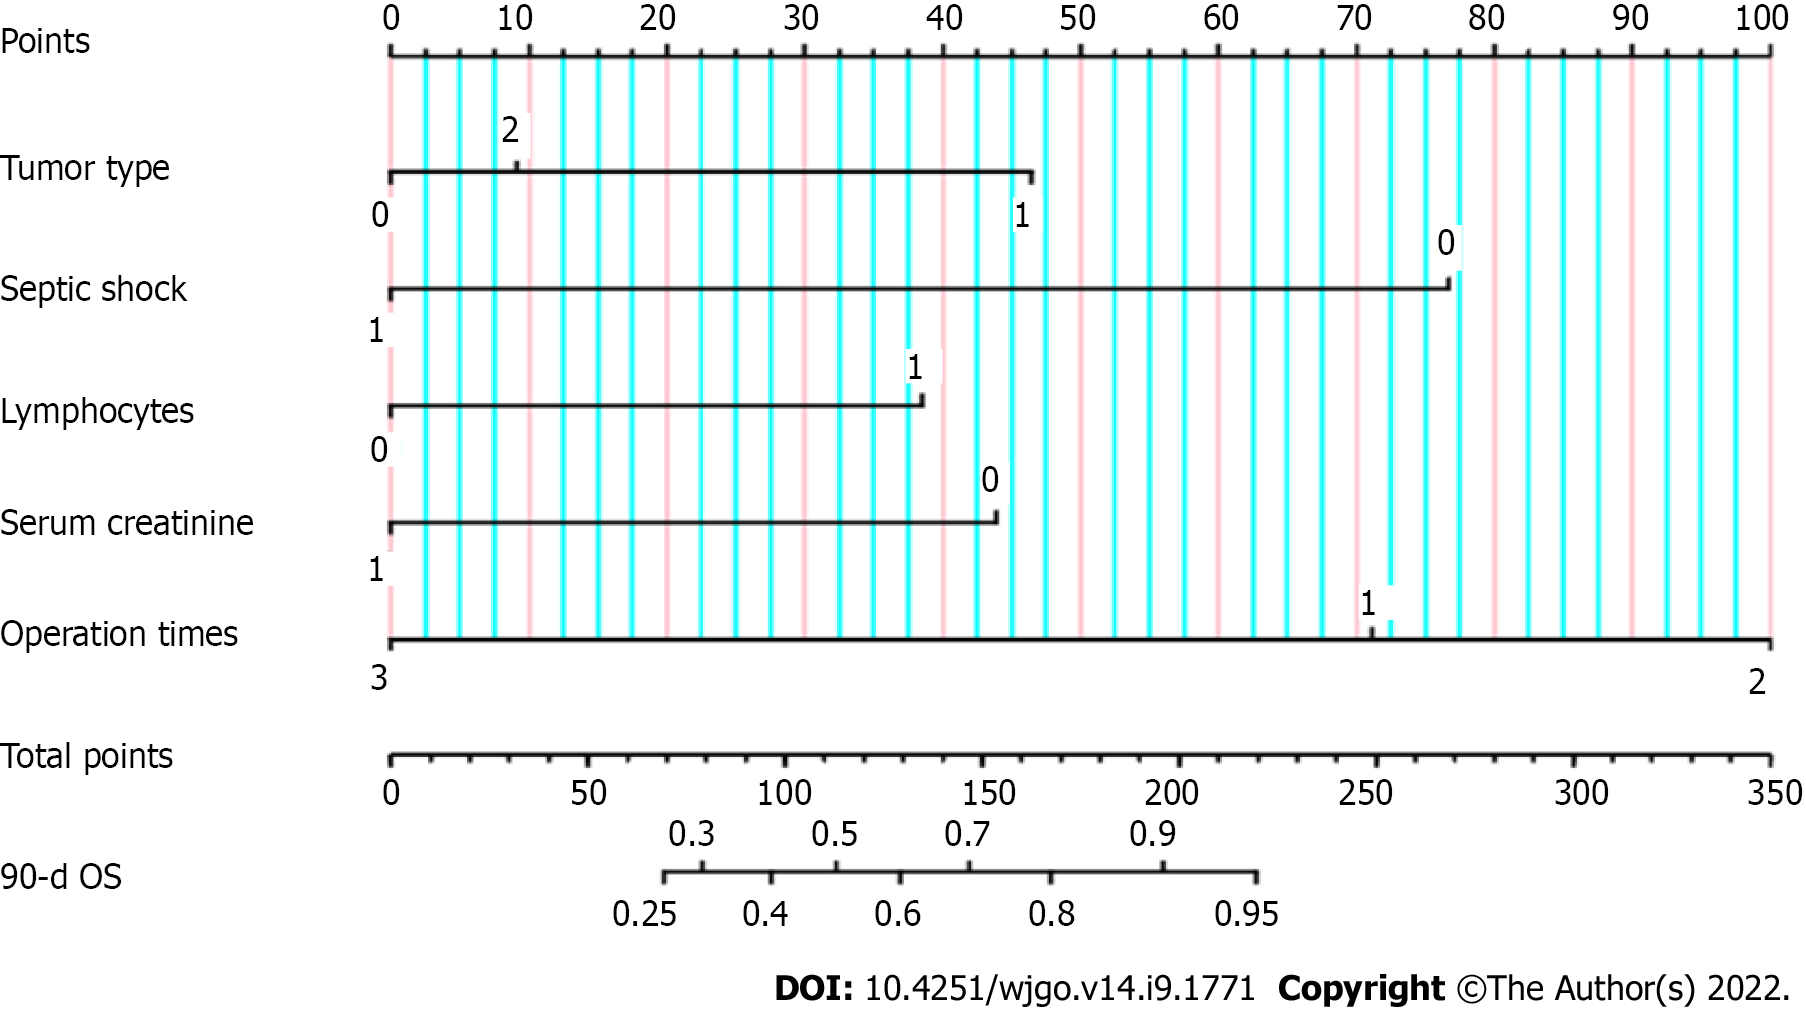 0 10 20 30 40 50 60 70 80 90 100
Points
2
Tumor type
0 1
0
Septic shock
1
1
Lymphocytes
0
0
Serum creatinine
1
1
Operation times
3 2
Total points
0 50 100 150 200 250 300 350
0.3 0.5 0.7 0.9
90-d OS
0.25 0.4 0.6 0.8 0.95
DOI: 10.4251/wjgo.v14.i9.1771 Copyright ©The Author(s) 2022.